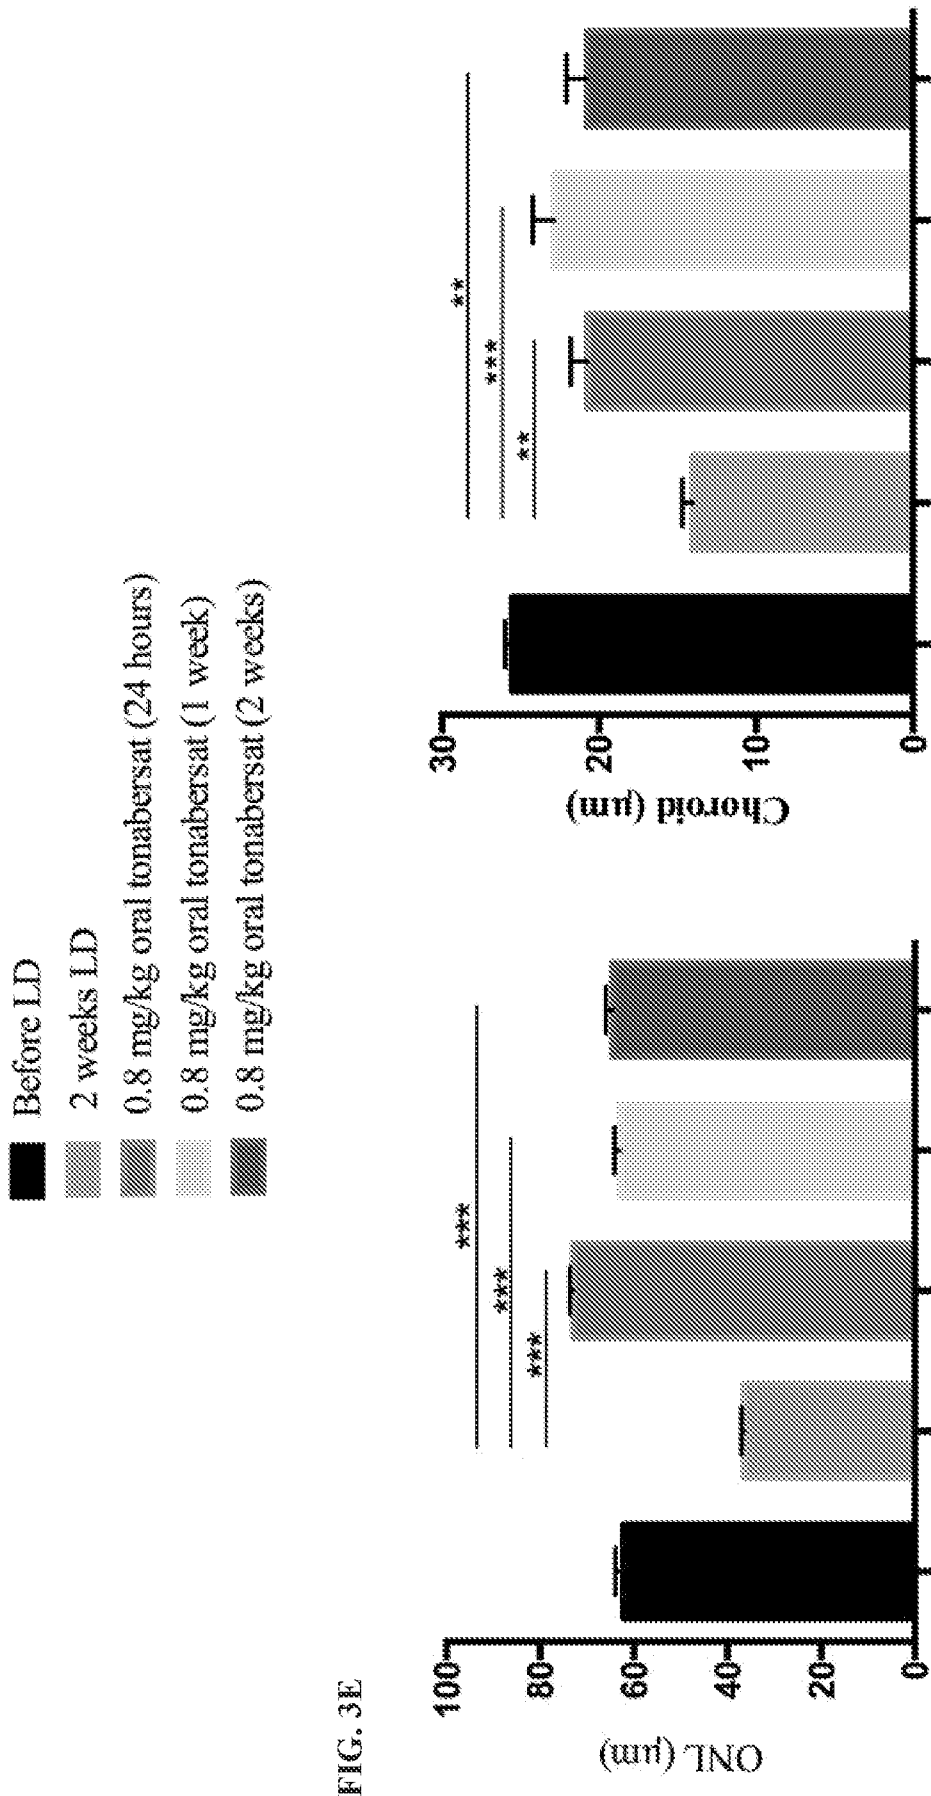 Before LD
2 weeks LD
0.8 mg/kg oral tonabersat (24 hours)
0.8 mg/kg oral tonabersat (1 week)
0.8 mg/kg oral tonabersat (2 weeks)
FIG. 3E
ONL (µm)
100
80
60
40
20
0
***
***
***
Choroid (µm)
30
20
10
0
**
***
**